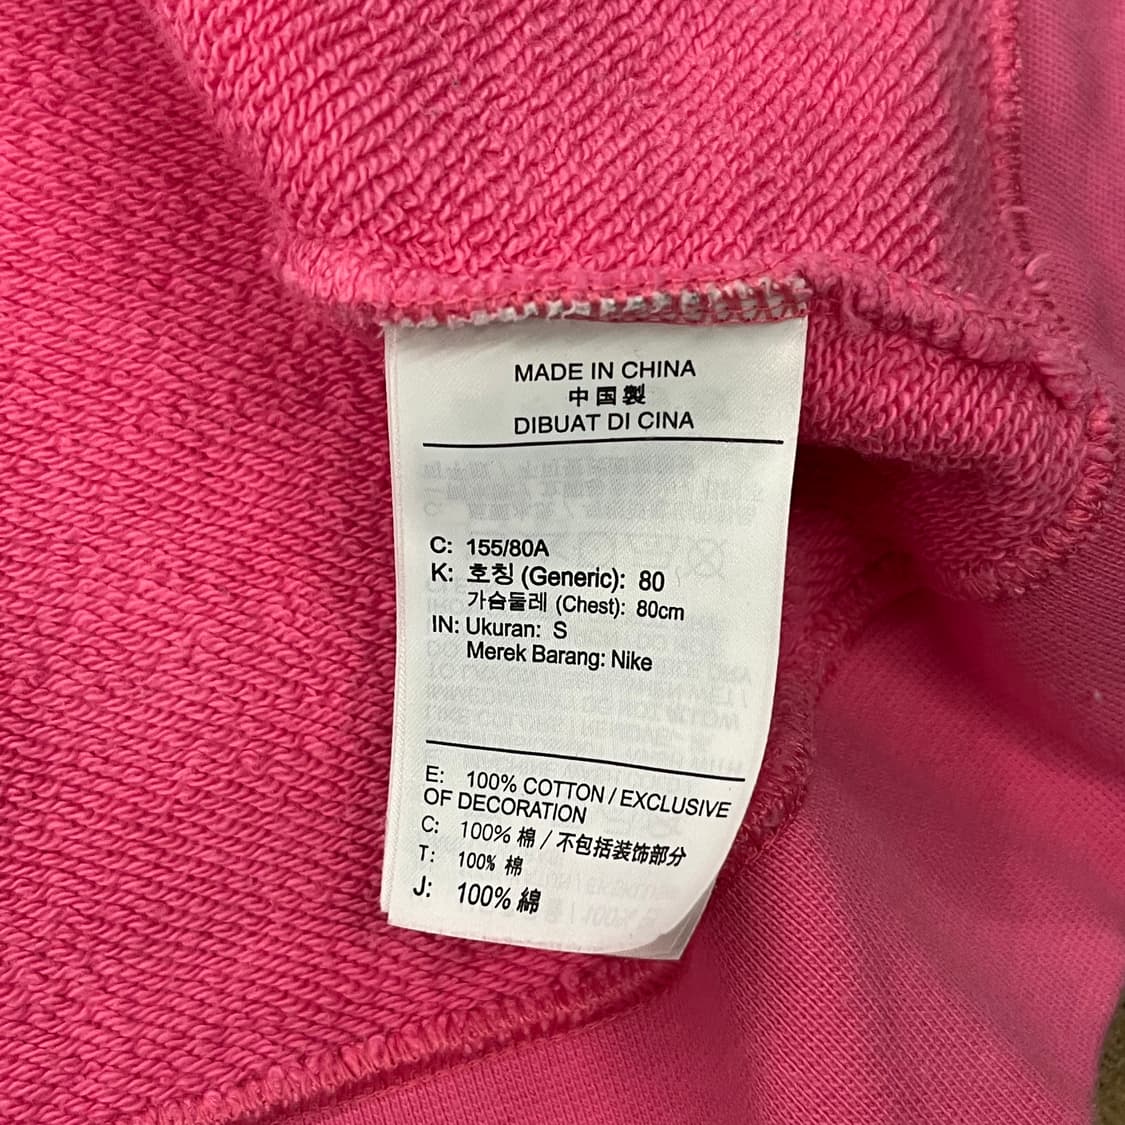 MADE IN CHINA
中国製
DIBUAT DI CINA
C: 155/80A
K: 호칭 (Generic): 80
가슴둘레 (Chest): 80cm
IN: Ukuran: S
Merek Barang: Nike
E: 100% COTTON / EXCLUSIVE
OF DECORATION
C: 100% 棉 / 不包括装饰部分
T: 100% 棉
J: 100% 綿